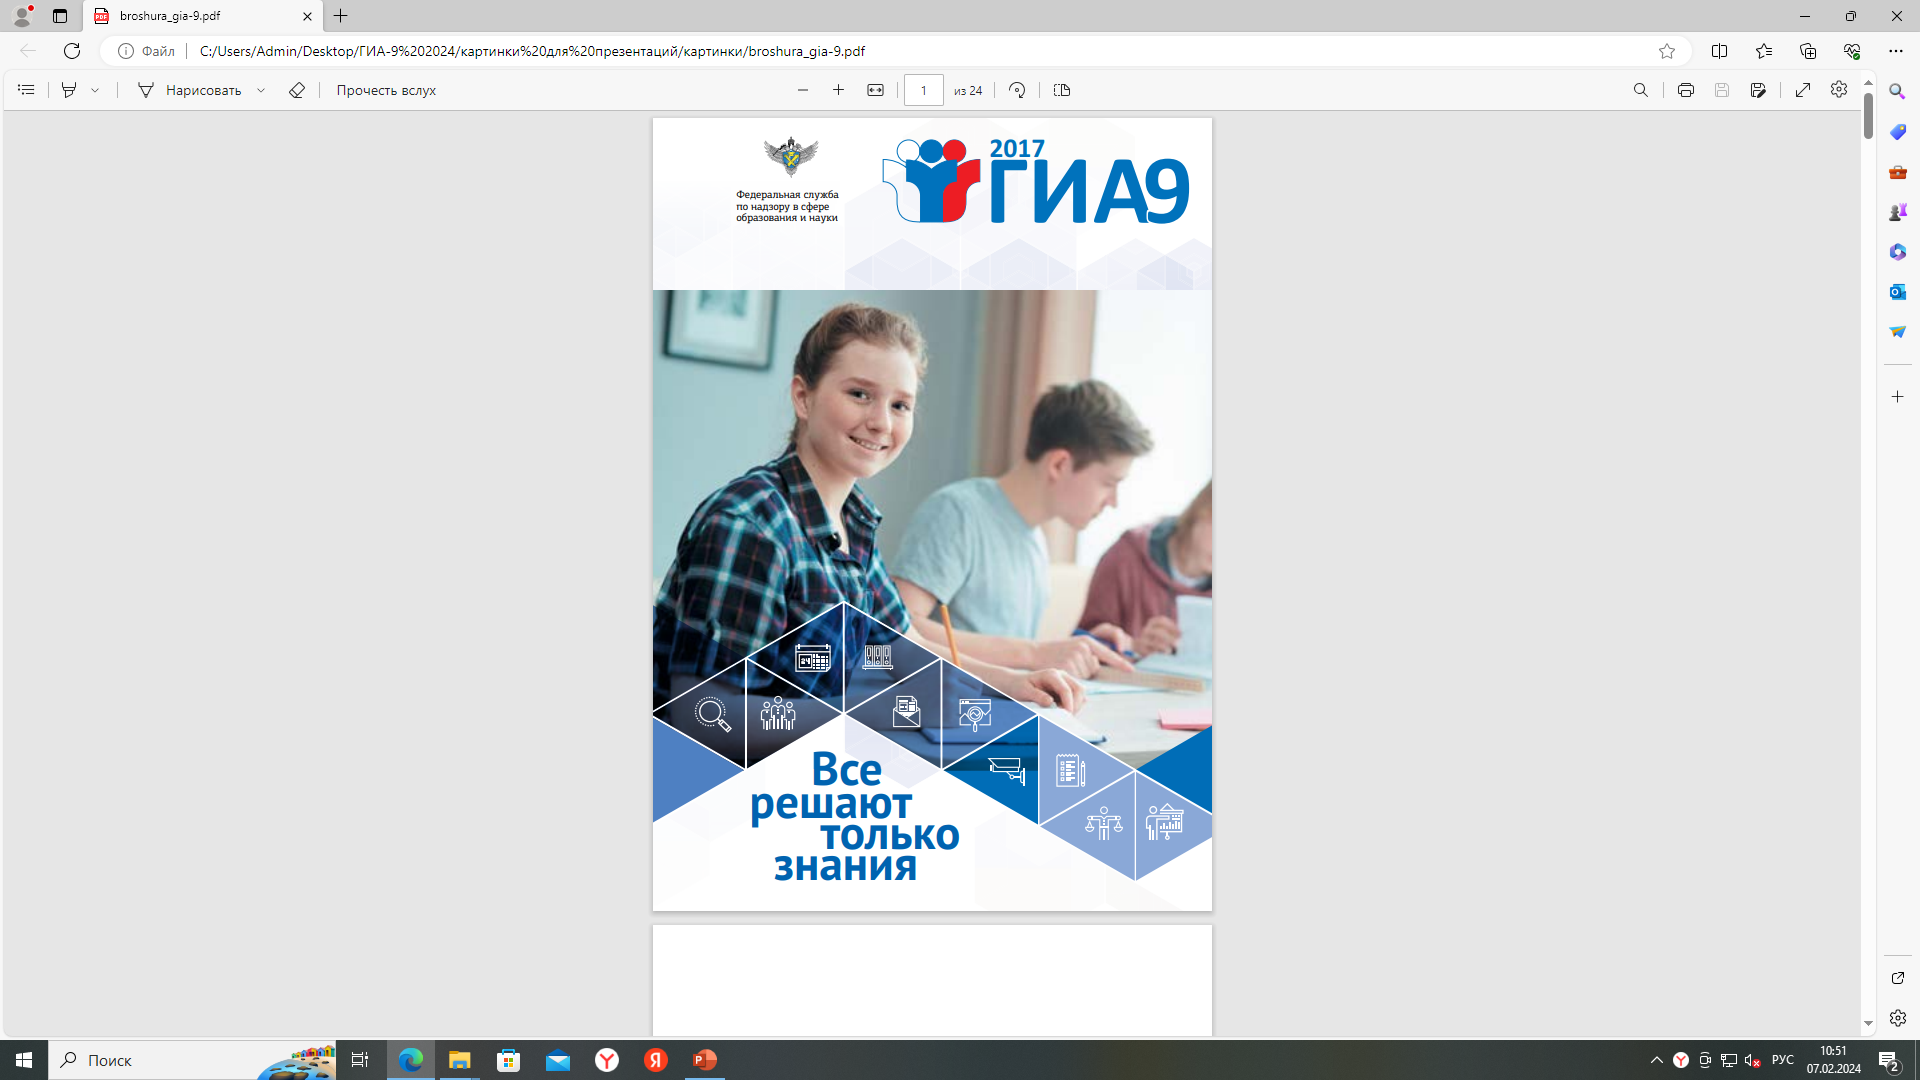 broshura_gia-9.pdf
Файл
C:/Users/Admin/Desktop/ГИА-9%202024/картинки%20для%20презентаций/картинки/broshura_gia-9.pdf
Нарисовать
Прочесть вслух
1
из 24
Федеральная служба
по надзору в сфере
образования и науки
2017
ГИА9
24
Все
решают
только
знания
Поиск
РУС
10:51
07.02.2024
2